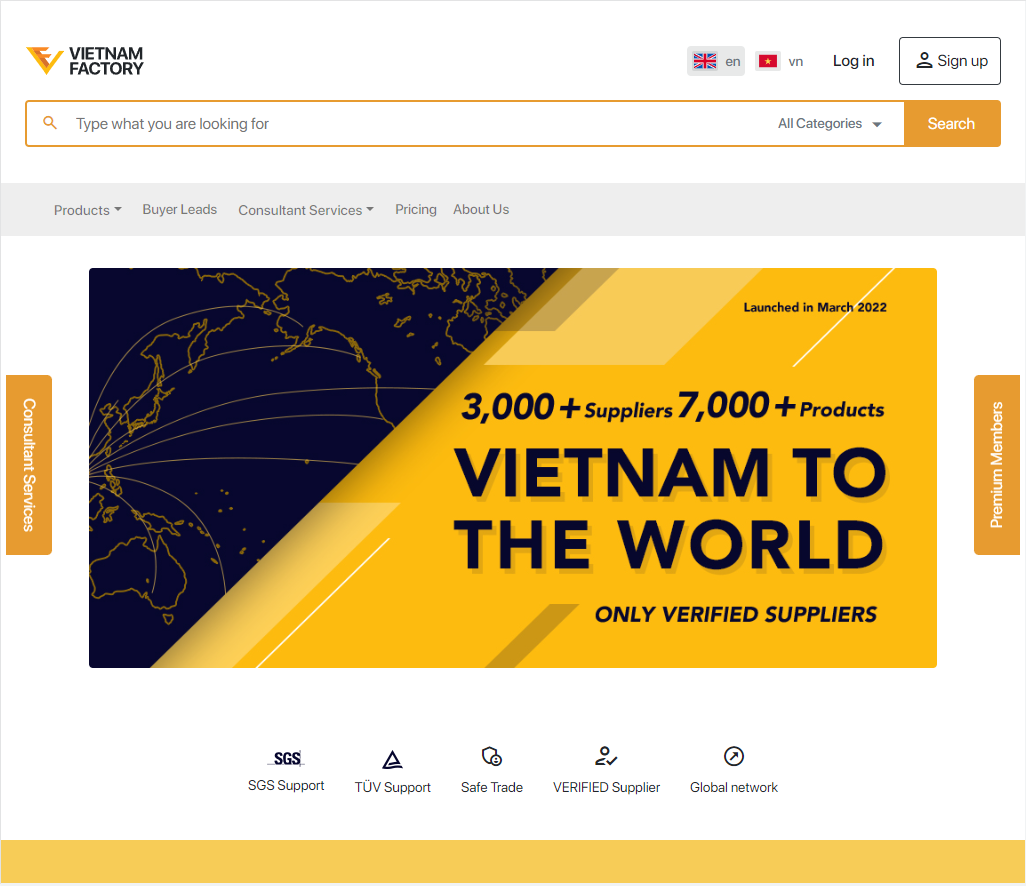 VIETNAM
FACTORY
en
vn
Log in
Sign up
Type what you are looking for
All Categories
Search
Products
Buyer Leads
Consultant Services
Pricing
About Us
Launched in March 2022
3,000 + Suppliers 7,000 + Products
VIETNAM TO
THE WORLD
ONLY VERIFIED SUPPLIERS
Consultant Services
Premium Members
SGS
SGS Support
TÜV Support
Safe Trade
VERIFIED Supplier
Global network